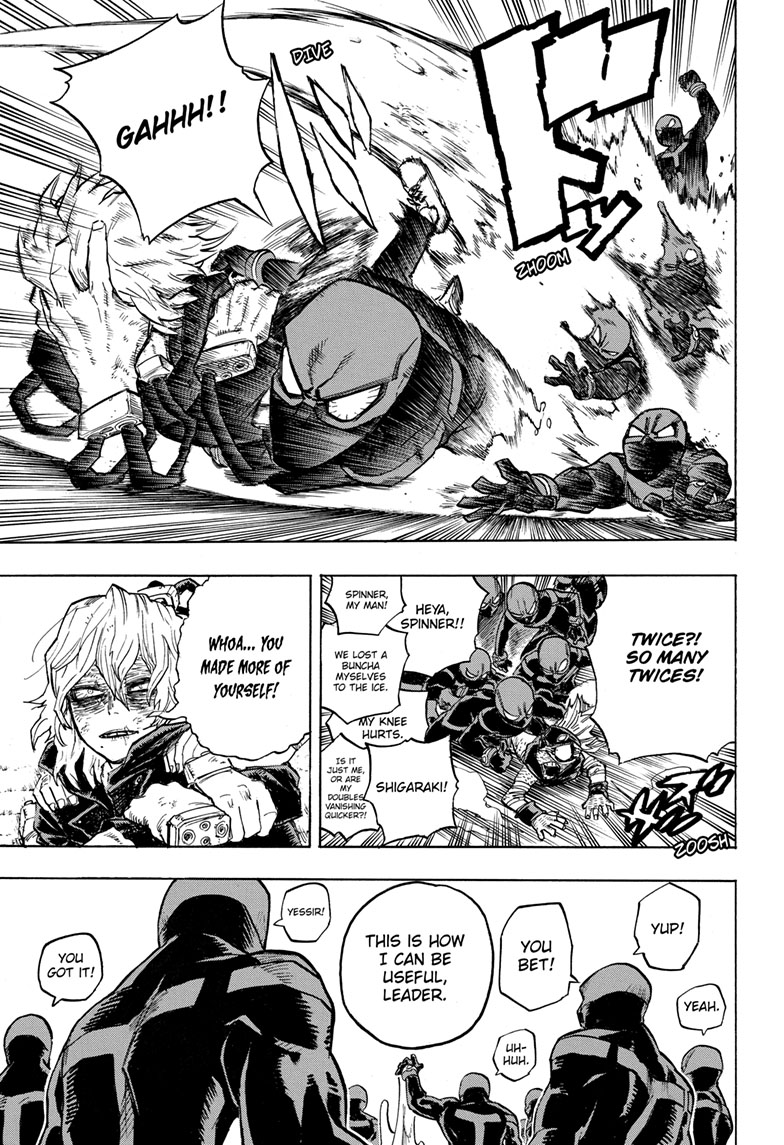 ドドッ
ZHOOM
DIVE
GAHHH!!
TWICE?!
SO MANY
TWICES!
ZOOSH
HEYA,
SPINNER!!
SPINNER,
MY MAN!
WE LOST A
BUNCHA
MYSELVES
TO THE ICE.
MY KNEE
HURTS.
SHIGARAKI!
IS IT
JUST ME,
OR ARE
MY
DOUBLES
VANISHING
QUICKER?!
WHOA... YOU
MADE MORE OF
YOURSELF!
YUP!
YEAH.
YOU
BET!
UH-
HUH.
THIS IS HOW
I CAN BE
USEFUL,
LEADER.
YESSIR!
YOU
GOT IT!